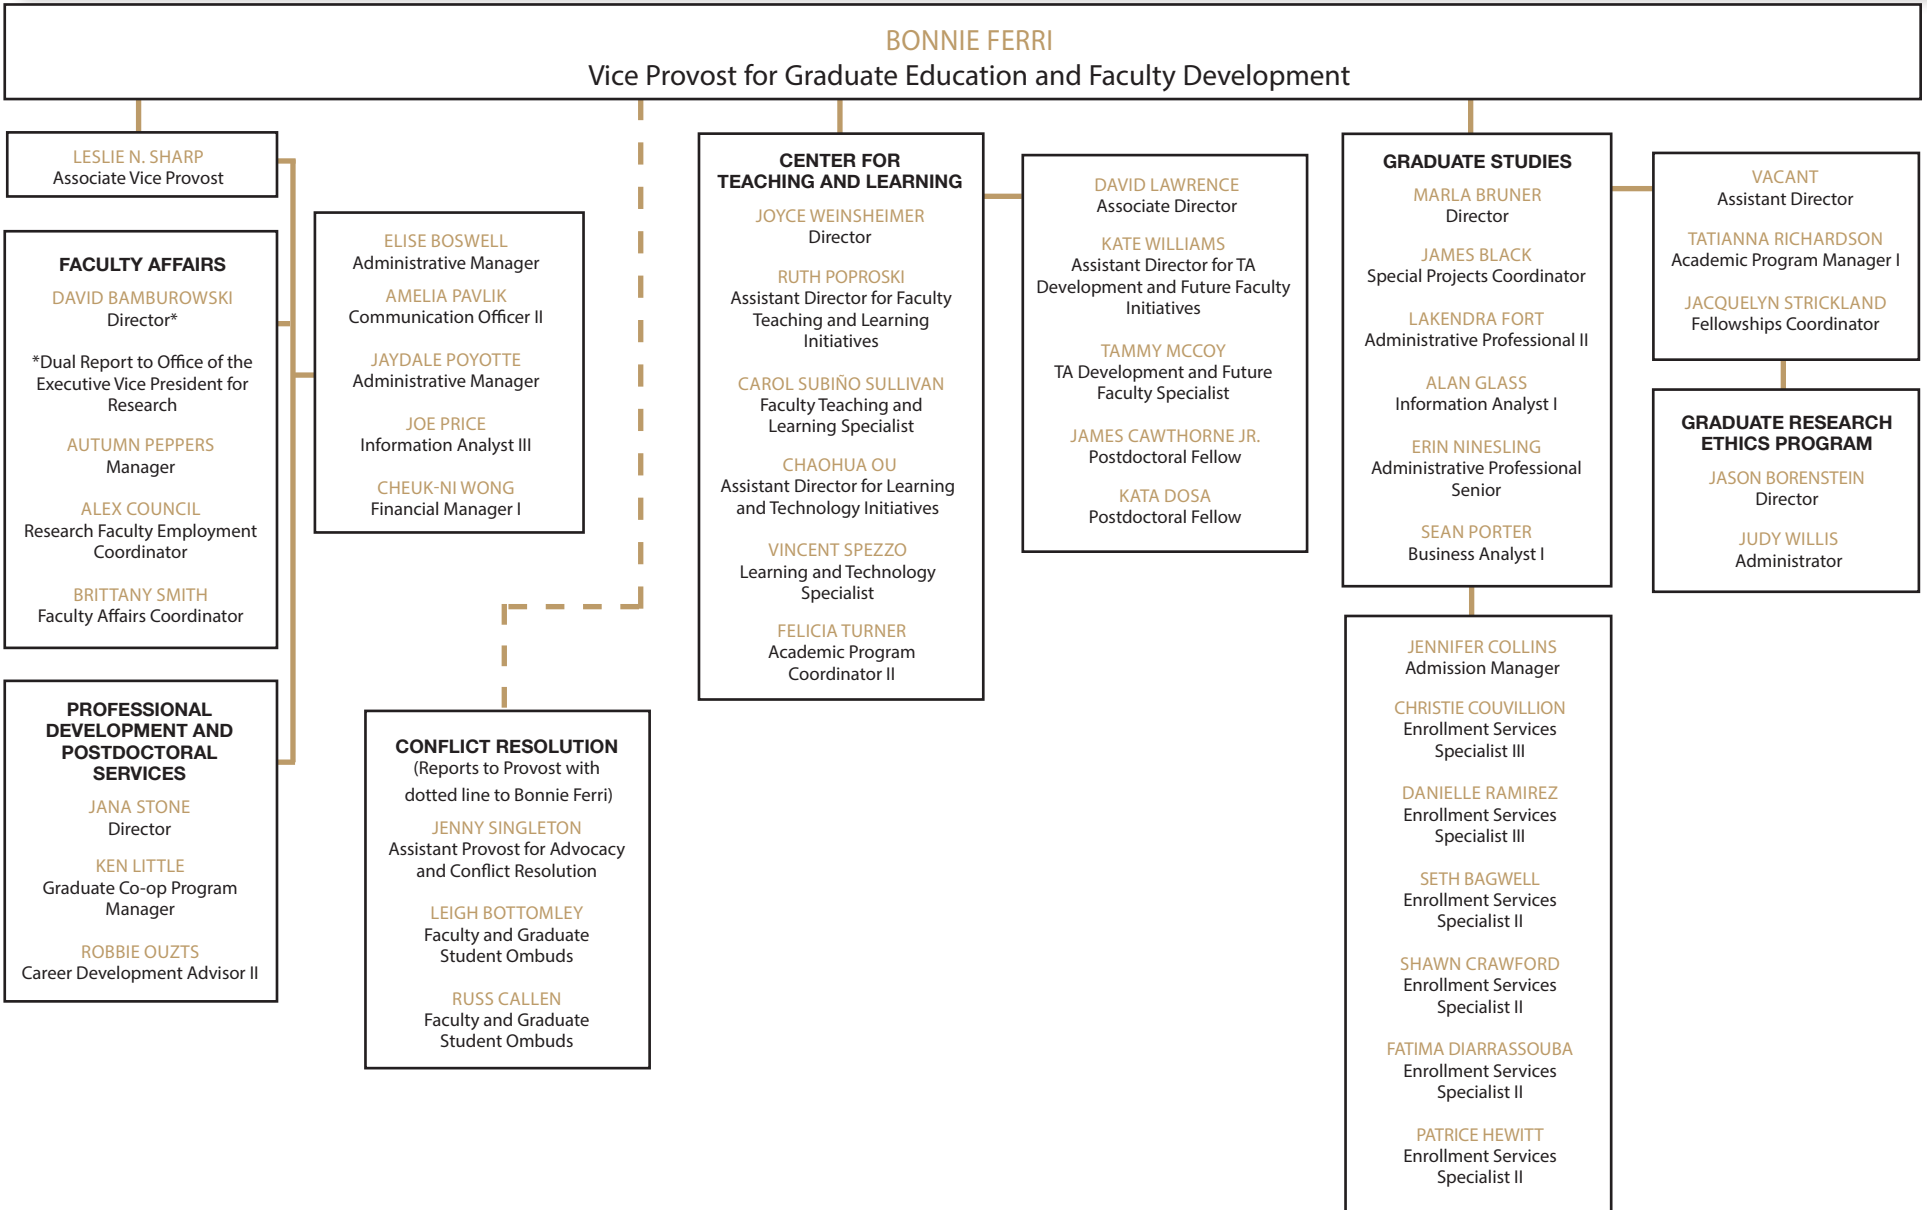 BONNIE FERRI
Vice Provost for Graduate Education and Faculty Development
LESLIE N. SHARP
Associate Vice Provost
FACULTY AFFAIRS
DAVID BAMBUROWSKI
Director*
*Dual Report to Office of the
Executive Vice President for
Research
AUTUMN PEPPERS
Manager
ALEX COUNCIL
Research Faculty Employment
Coordinator
BRITTANY SMITH
Faculty Affairs Coordinator
PROFESSIONAL
DEVELOPMENT AND
POSTDOCTORAL
SERVICES
JANA STONE
Director
KEN LITTLE
Graduate Co-op Program
Manager
ROBBIE OUZTS
Career Development Advisor II
ELISE BOSWELL
Administrative Manager
AMELIA PAVLIK
Communication Officer II
JAYDALE POYOTTE
Administrative Manager
JOE PRICE
Information Analyst III
CHEUK-NI WONG
Financial Manager I
CONFLICT RESOLUTION
(Reports to Provost with
dotted line to Bonnie Ferri)
JENNY SINGLETON
Assistant Provost for Advocacy
and Conflict Resolution
LEIGH BOTTOMLEY
Faculty and Graduate
Student Ombuds
RUSS CALLEN
Faculty and Graduate
Student Ombuds
CENTER FOR
TEACHING AND LEARNING
JOYCE WEINSHEIMER
Director
RUTH POPROSKI
Assistant Director for Faculty
Teaching and Learning
Initiatives
CAROL SUBIÑO SULLIVAN
Faculty Teaching and
Learning Specialist
CHAOHUA OU
Assistant Director for Learning
and Technology Initiatives
VINCENT SPEZZO
Learning and Technology
Specialist
FELICIA TURNER
Academic Program
Coordinator II
DAVID LAWRENCE
Associate Director
KATE WILLIAMS
Assistant Director for TA
Development and Future Faculty
Initiatives
TAMMY MCCOY
TA Development and Future
Faculty Specialist
JAMES CAWTHORNE JR.
Postdoctoral Fellow
KATA DOSA
Postdoctoral Fellow
GRADUATE STUDIES
MARLA BRUNER
Director
JAMES BLACK
Special Projects Coordinator
LAKENDRA FORT
Administrative Professional II
ALAN GLASS
Information Analyst I
ERIN NINESLING
Administrative Professional
Senior
SEAN PORTER
Business Analyst I
JENNIFER COLLINS
Admission Manager
CHRISTIE COUVILLION
Enrollment Services
Specialist III
DANIELLE RAMIREZ
Enrollment Services
Specialist III
SETH BAGWELL
Enrollment Services
Specialist II
SHAWN CRAWFORD
Enrollment Services
Specialist II
FATIMA DIARRASSOUBA
Enrollment Services
Specialist II
PATRICE HEWITT
Enrollment Services
Specialist II
VACANT
Assistant Director
TATIANNA RICHARDSON
Academic Program Manager I
JACQUELYN STRICKLAND
Fellowships Coordinator
GRADUATE RESEARCH
ETHICS PROGRAM
JASON BORENSTEIN
Director
JUDY WILLIS
Administrator